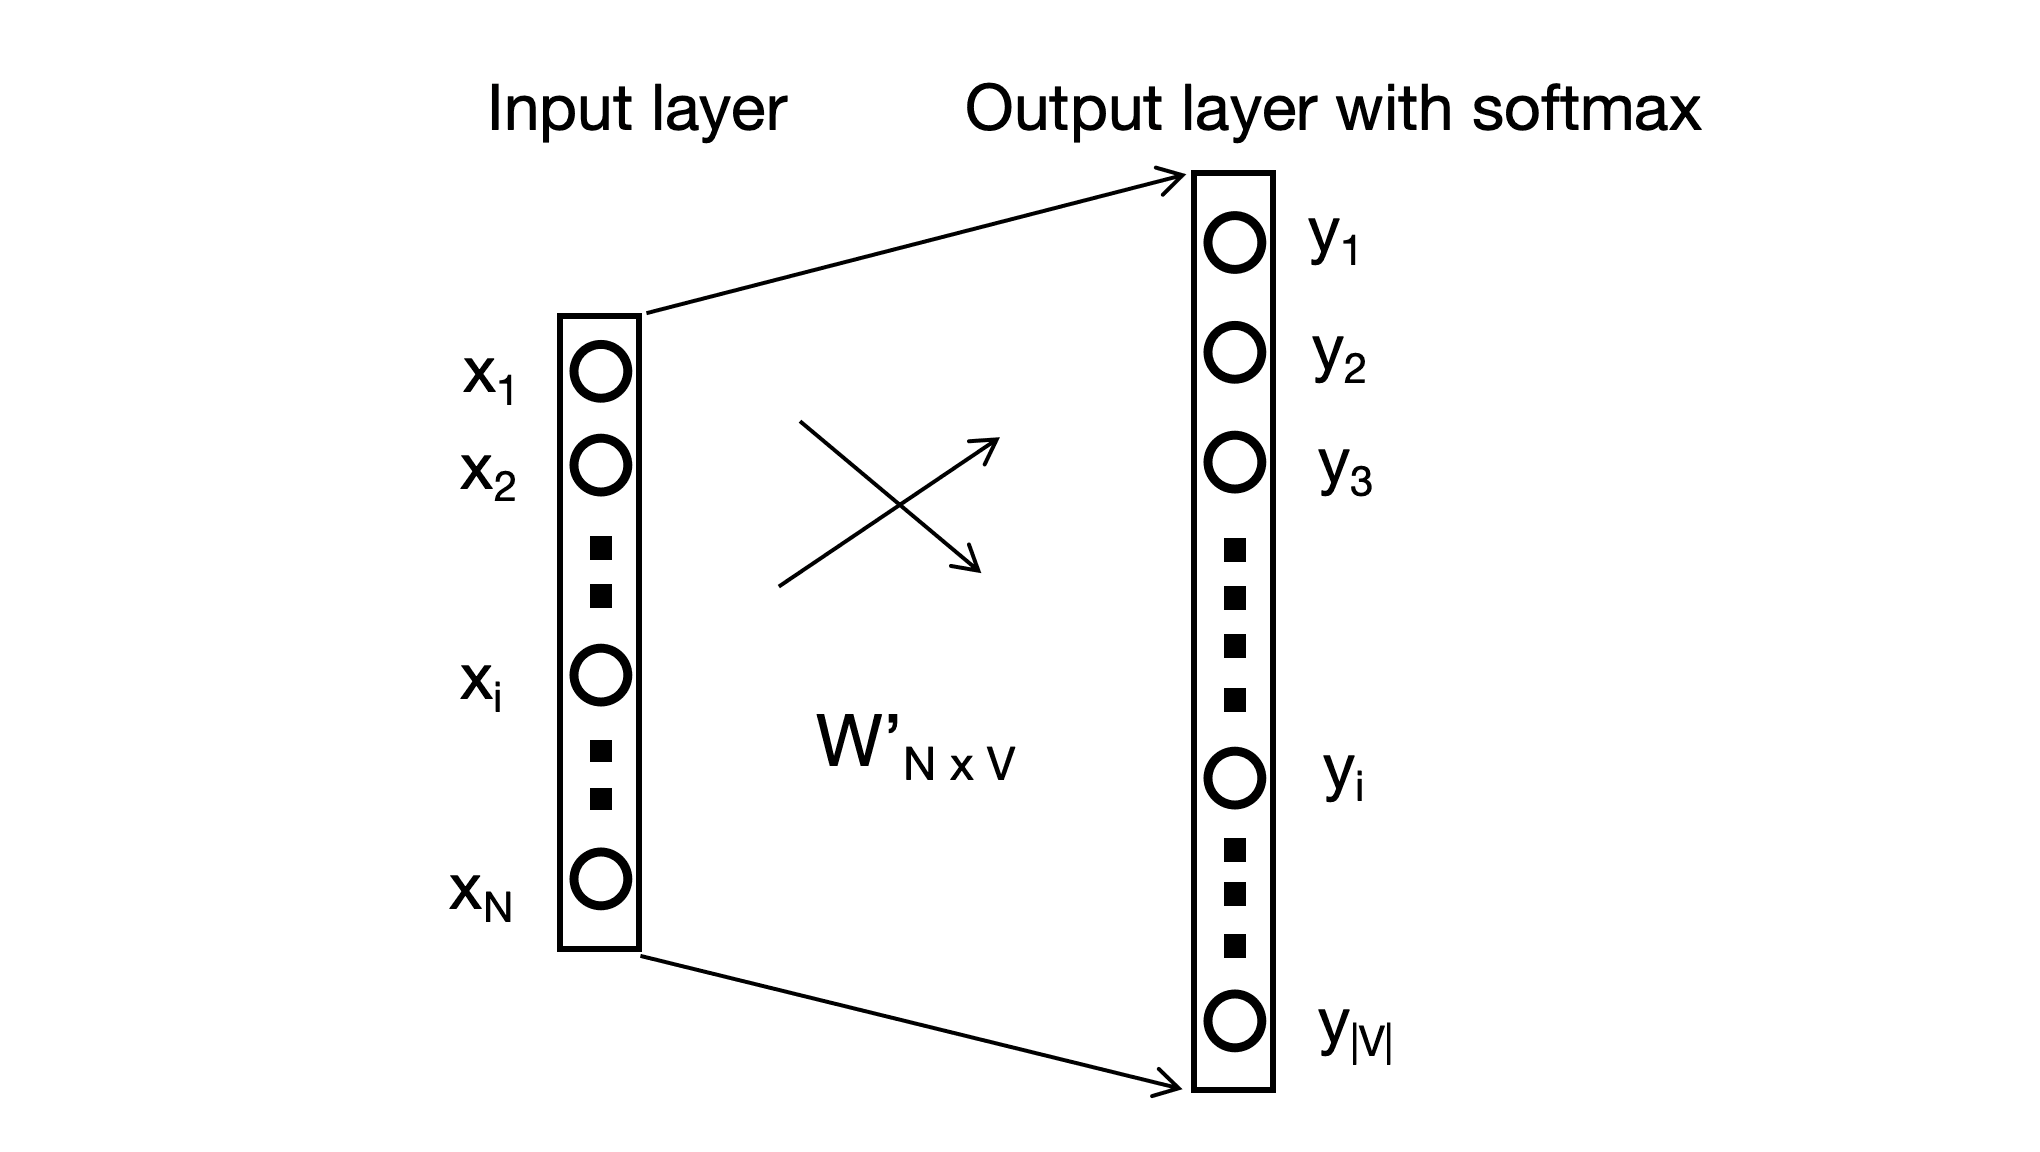 Input layer
Output layer with softmax
x1
x2
xi
xN
W’N x V
y1
y2
y3
yi
y|V|